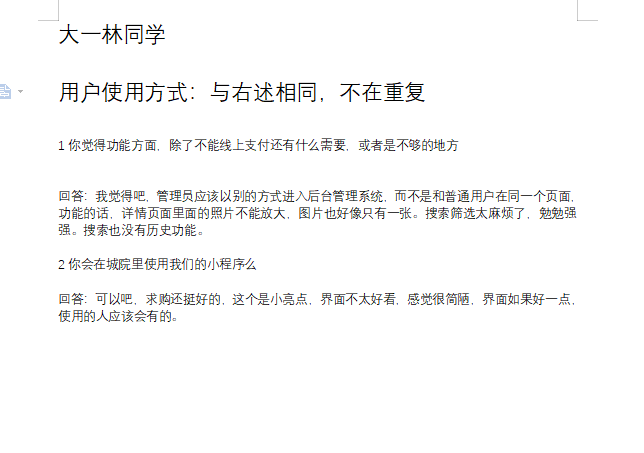 大一林同学
用户使用方式：与右述相同，不在重复
1 你觉得功能方面，除了不能线上支付还有什么需要，或者是不够的地方
回答：我觉得吧，管理员应该以别的方式进入后台管理系统，而不是和普通用户在同一个页面，
功能的话，详情页面里面的照片不能放大，图片也好像只有一张。搜索筛选太麻烦了，勉勉强
强。搜索也没有历史功能。
2 你会在城院里使用我们的小程序么
回答：可以吧，求购还挺好的，这个是小亮点，界面不太好看，感觉很简陋，界面如果好一点，
使用的人应该会有的。